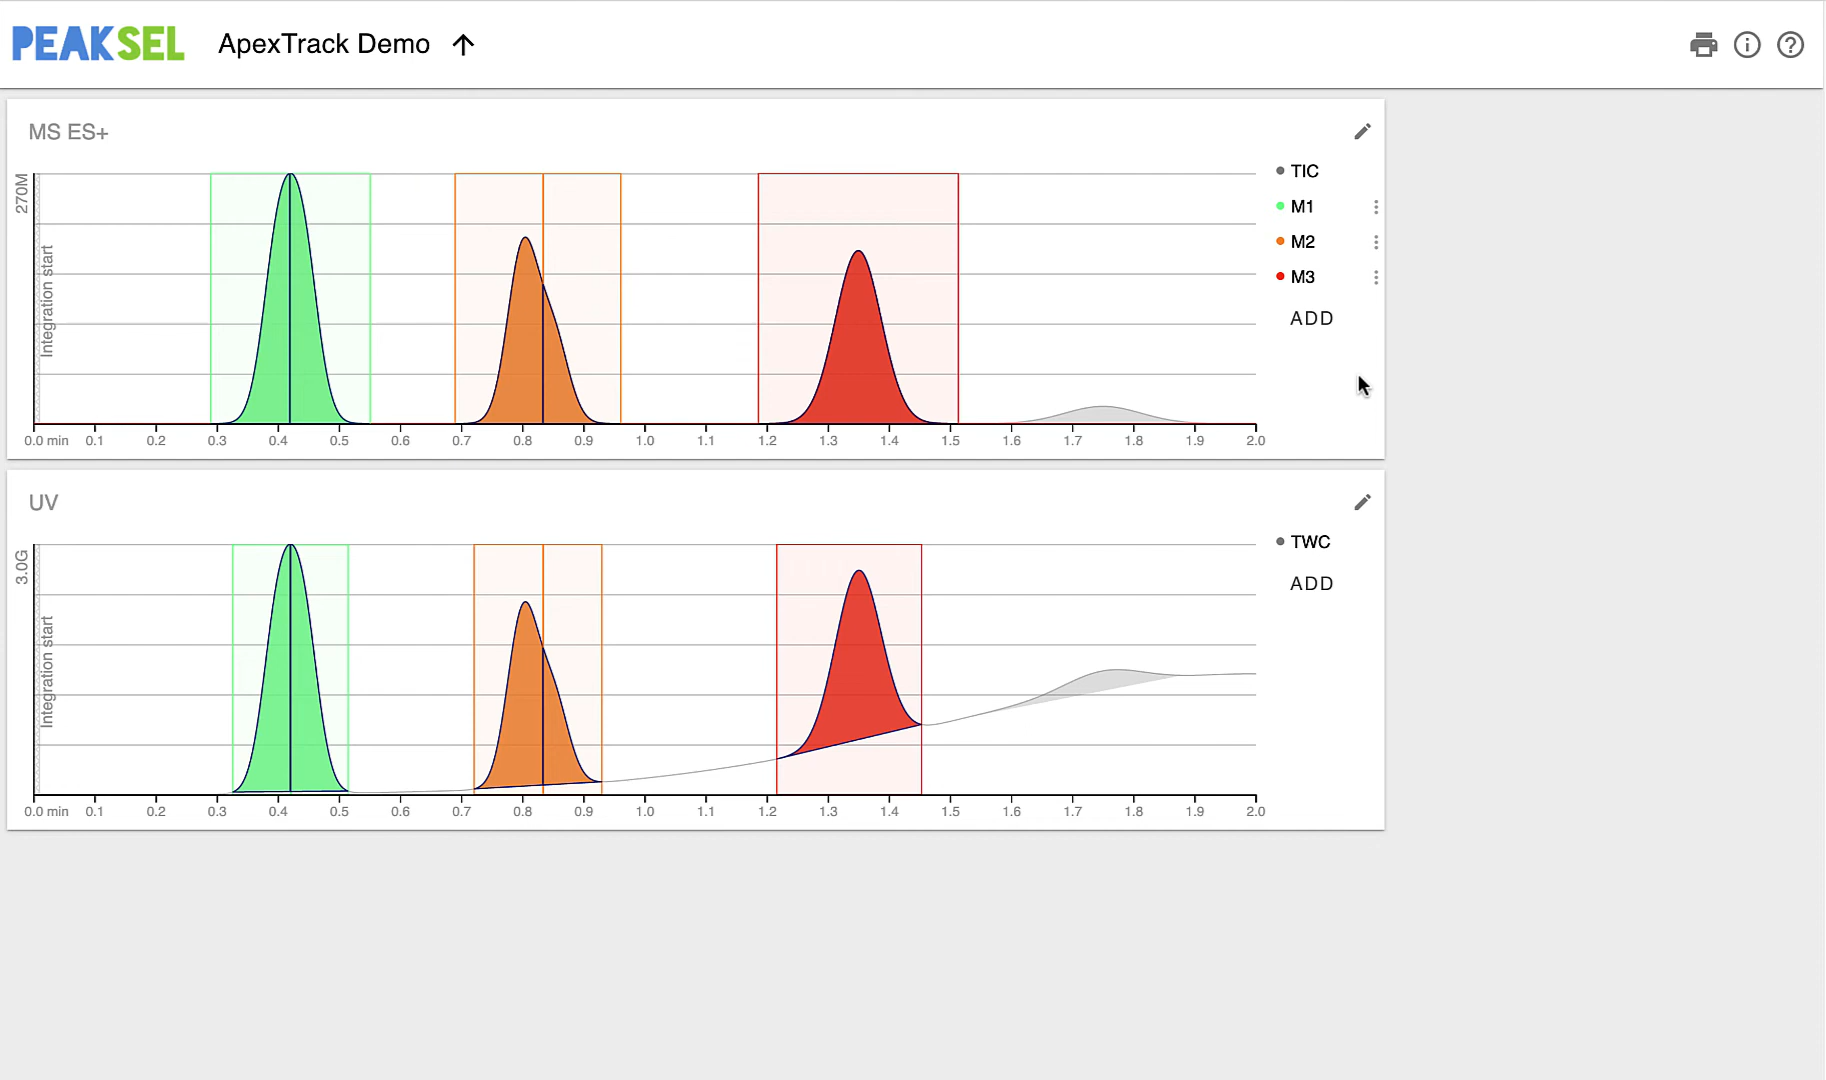 PEAKSEL ApexTrack Demo
MS ES+
270M
Integration start
TIC
M1
M2
M3
ADD
0.0 min 0.1 0.2 0.3 0.4 0.5 0.6 0.7 0.8 0.9 1.0 1.1 1.2 1.3 1.4 1.5 1.6 1.7 1.8 1.9 2.0
UV
3.0G
Integration start
TWC
ADD
0.0 min 0.1 0.2 0.3 0.4 0.5 0.6 0.7 0.8 0.9 1.0 1.1 1.2 1.3 1.4 1.5 1.6 1.7 1.8 1.9 2.0